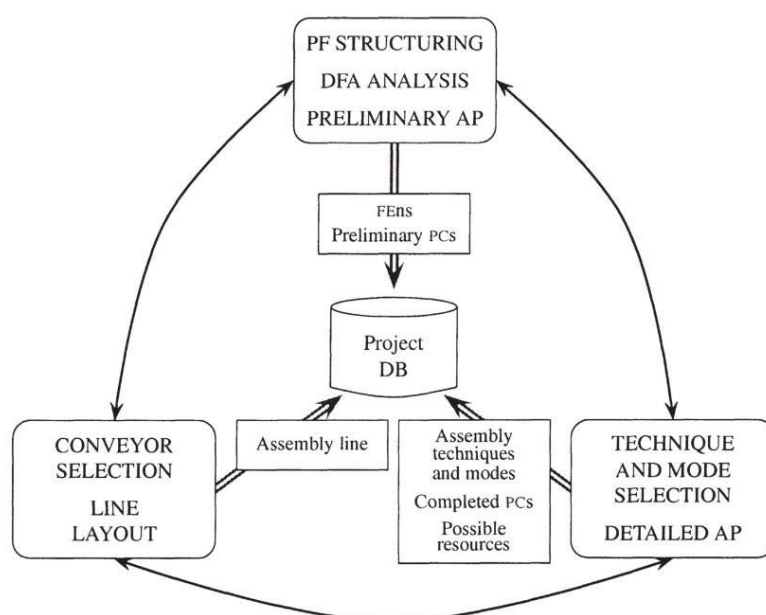 PF STRUCTURING
DFA ANALYSIS
PRELIMINARY AP
FEns
Preliminary PCs
Project
DB
CONVEYOR
SELECTION
LINE
LAYOUT
Assembly line
Assembly
techniques
and modes
Completed PCs
Possible
resources
TECHNIQUE
AND MODE
SELECTION
DETAILED AP